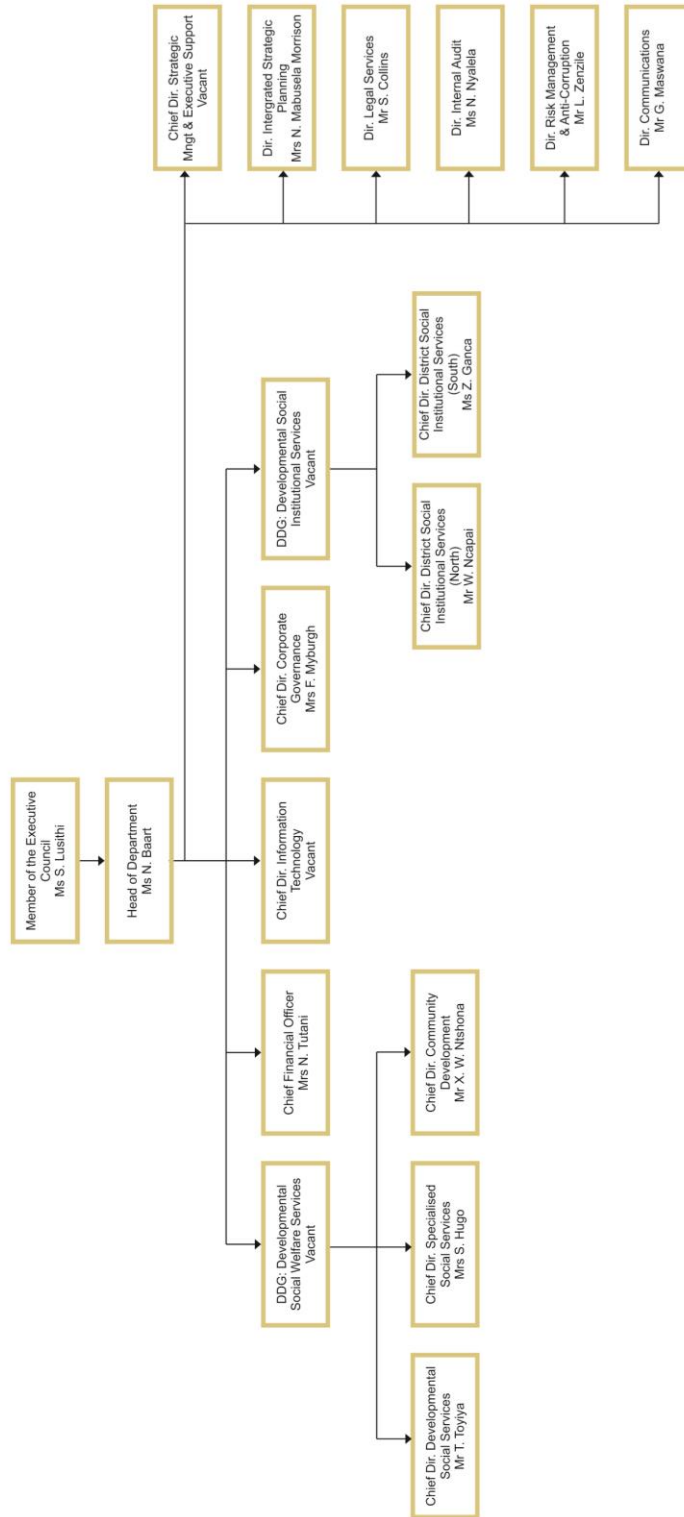 Member of the Executive
Council
Ms S. Lusithi
Head of Department
Ms N. Baart
Chief Dir. Strategic
Mngt & Executive Support
Vacant
Dir. Intergrated Strategic
Planning
Mrs N. Mabusela Morrison
Dir. Legal Services
Mr S. Collins
Dir. Internal Audit
Ms N. Nyalela
Dir. Risk Management
& Anti-Corruption
Mr L. Zenzile
Dir. Communications
Mr G. Maswana
DDG: Developmental
Social Welfare Services
Vacant
Chief Financial Officer
Mrs N. Tutani
Chief Dir. Information
Technology
Vacant
Chief Dir. Corporate
Governance
Mrs F. Myburgh
DDG: Developmental Social
Institutional Services
Vacant
Chief Dir. Developmental
Social Services
Mr T. Toyiya
Chief Dir. Specialised
Social Services
Mrs S. Hugo
Chief Dir. Community
Development
Mr X. W. Ntshona
Chief Dir. District Social
Institutional Services
(North)
Mr W. Ncapai
Chief Dir. District Social
Institutional Services
(South)
Ms Z. Ganca